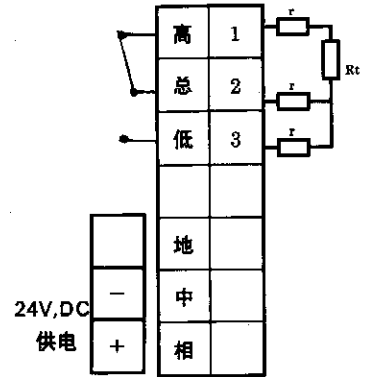 高 1 r
Rt
总 2 r
低 3 r
地
24V,DC － 中
供电 + 相